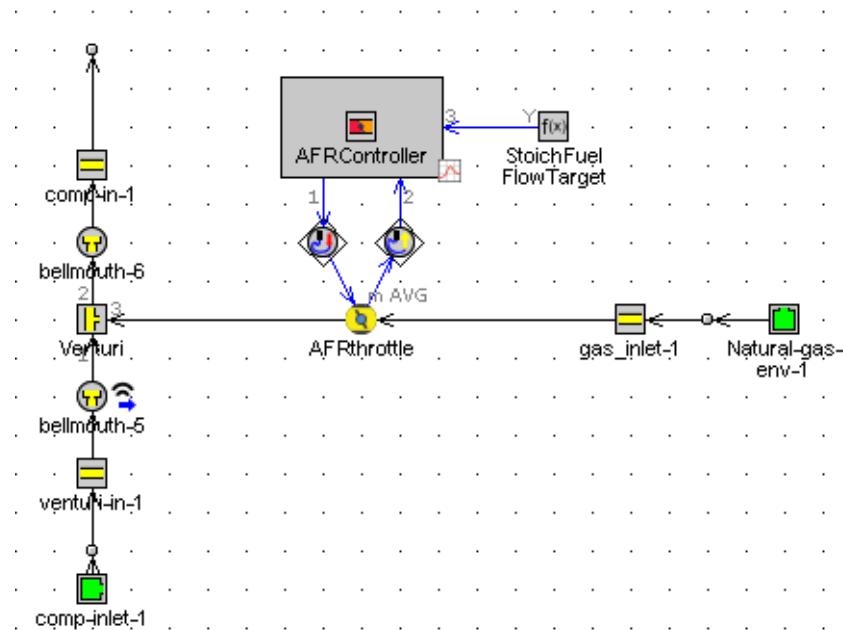 3
Y
f(x)
AFRController
StoichFuel
FlowTarget
comp-in-1
1
2
bellmouth-6
2
m AVG
3
Venturi
AFRthrottle
gas_inlet-1
Natural-gas-
env-1
1
bellmouth-5
venturi-in-1
comp-inlet-1